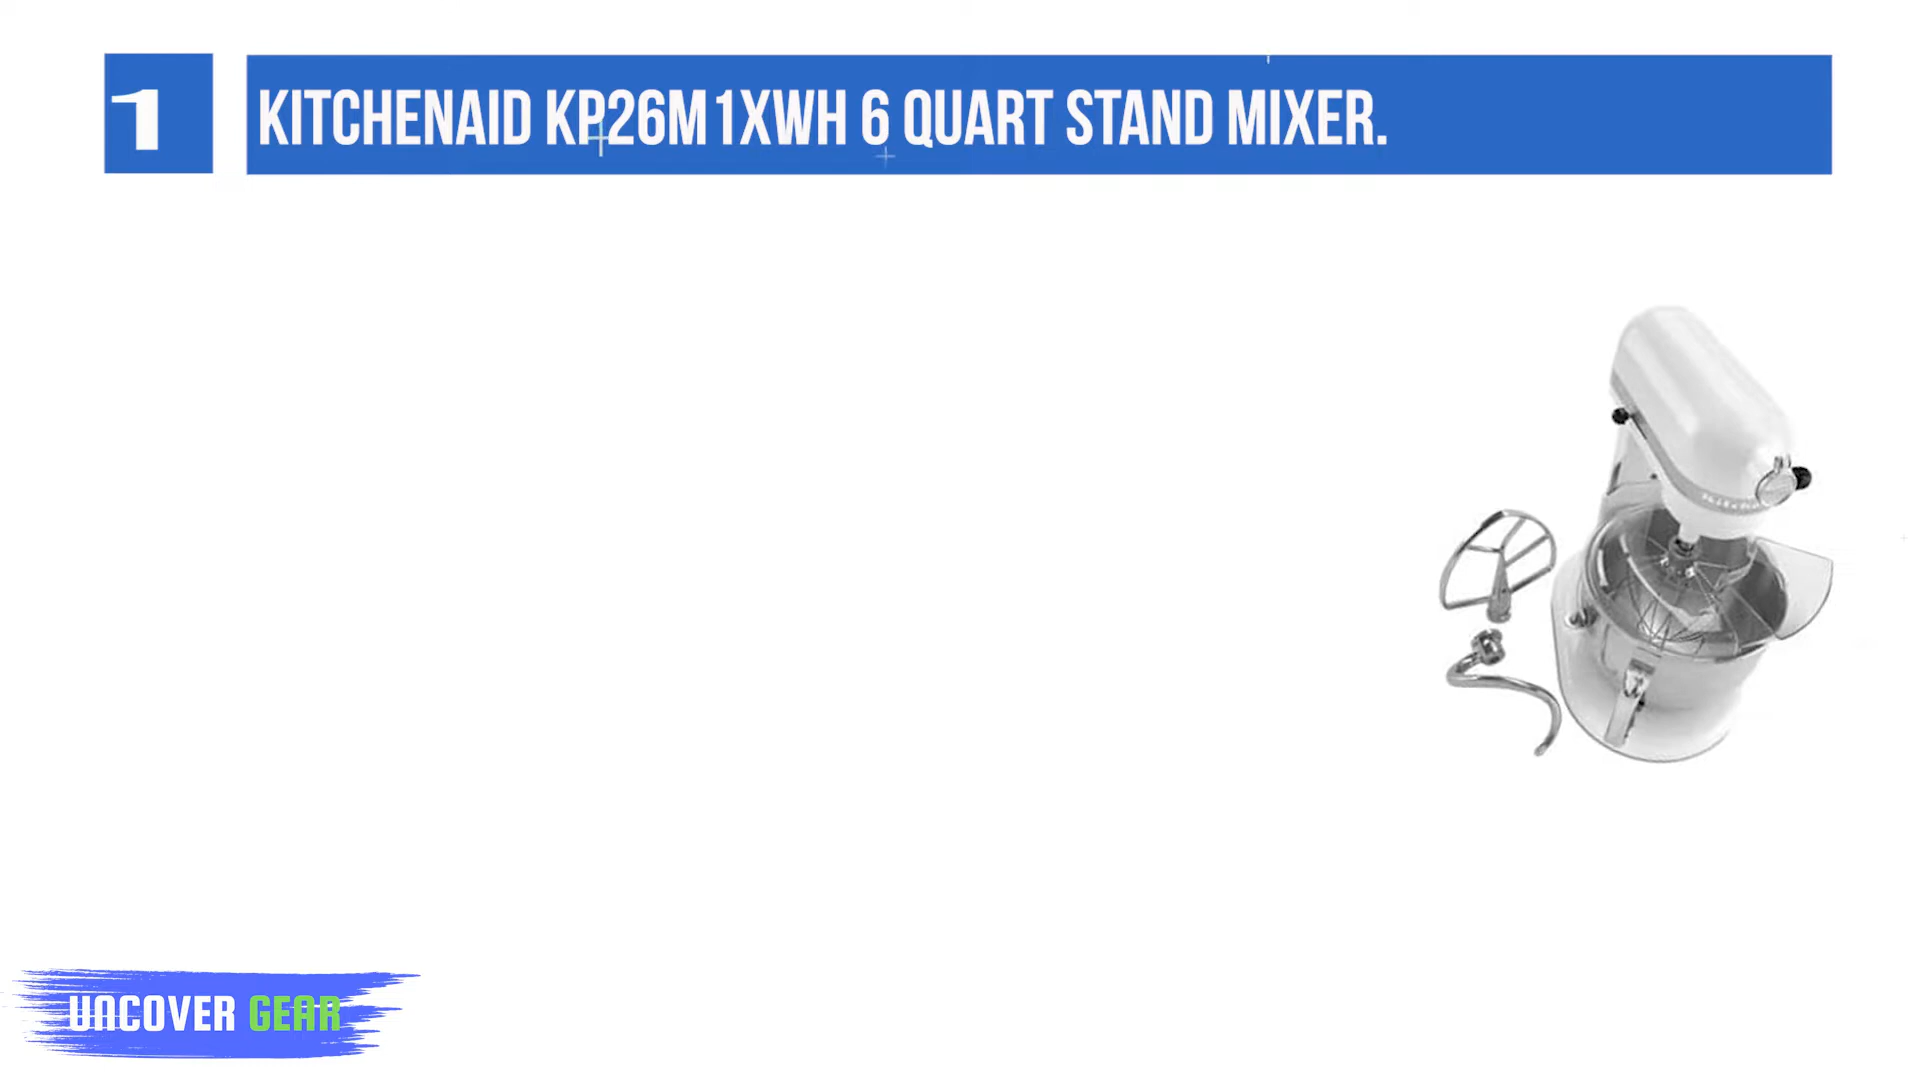 1
KITCHENAID KP26M1XWH 6 QUART STAND MIXER.
UNCOVER GEAR